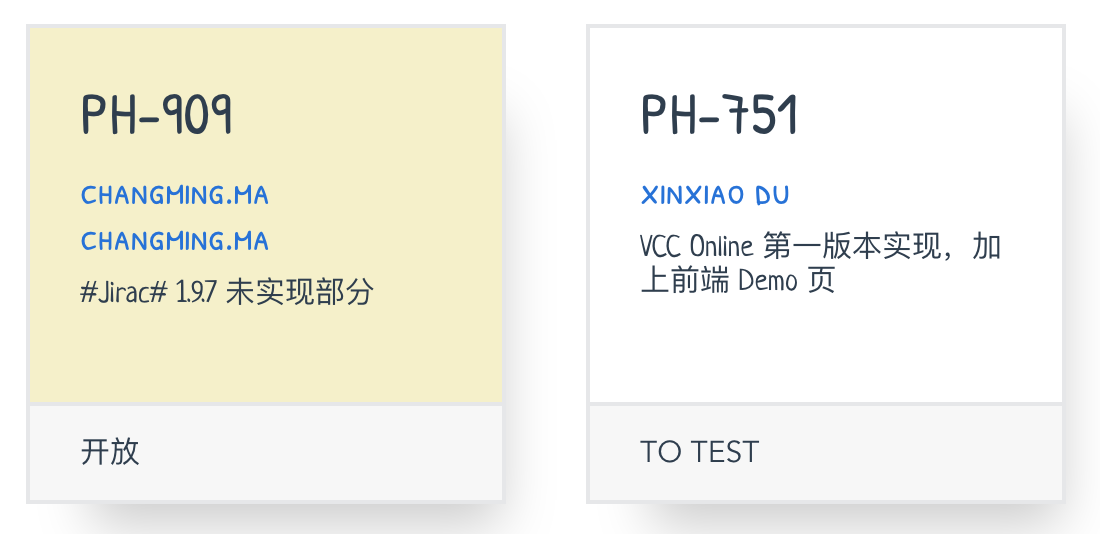 PH-909
CHANGMING.MA
CHANGMING.MA
#Jirac# 1.9.7 未实现部分
开放
PH-751
XINXIAO DU
VCC Online 第一版本实现，加
上前端 Demo 页
TO TEST